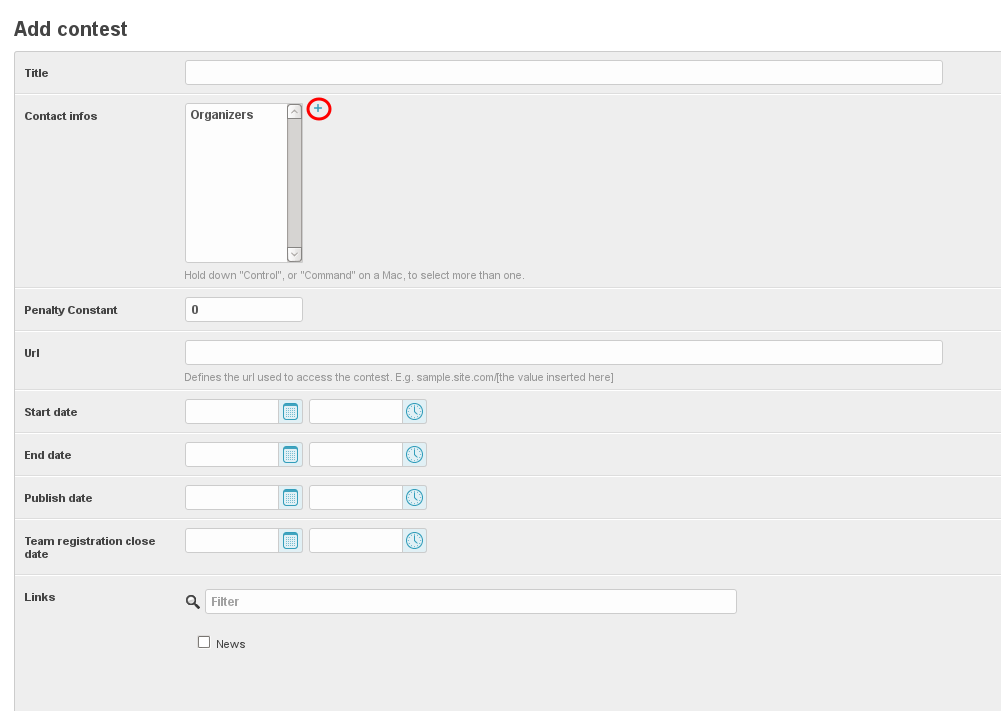 Add contest
Title
Contact infos
Organizers
Hold down "Control", or "Command" on a Mac, to select more than one.
Penalty Constant
0
Url
Defines the url used to access the contest. E.g. sample.site.com/[the value inserted here]
Start date
End date
Publish date
Team registration close
date
Links
Filter
News